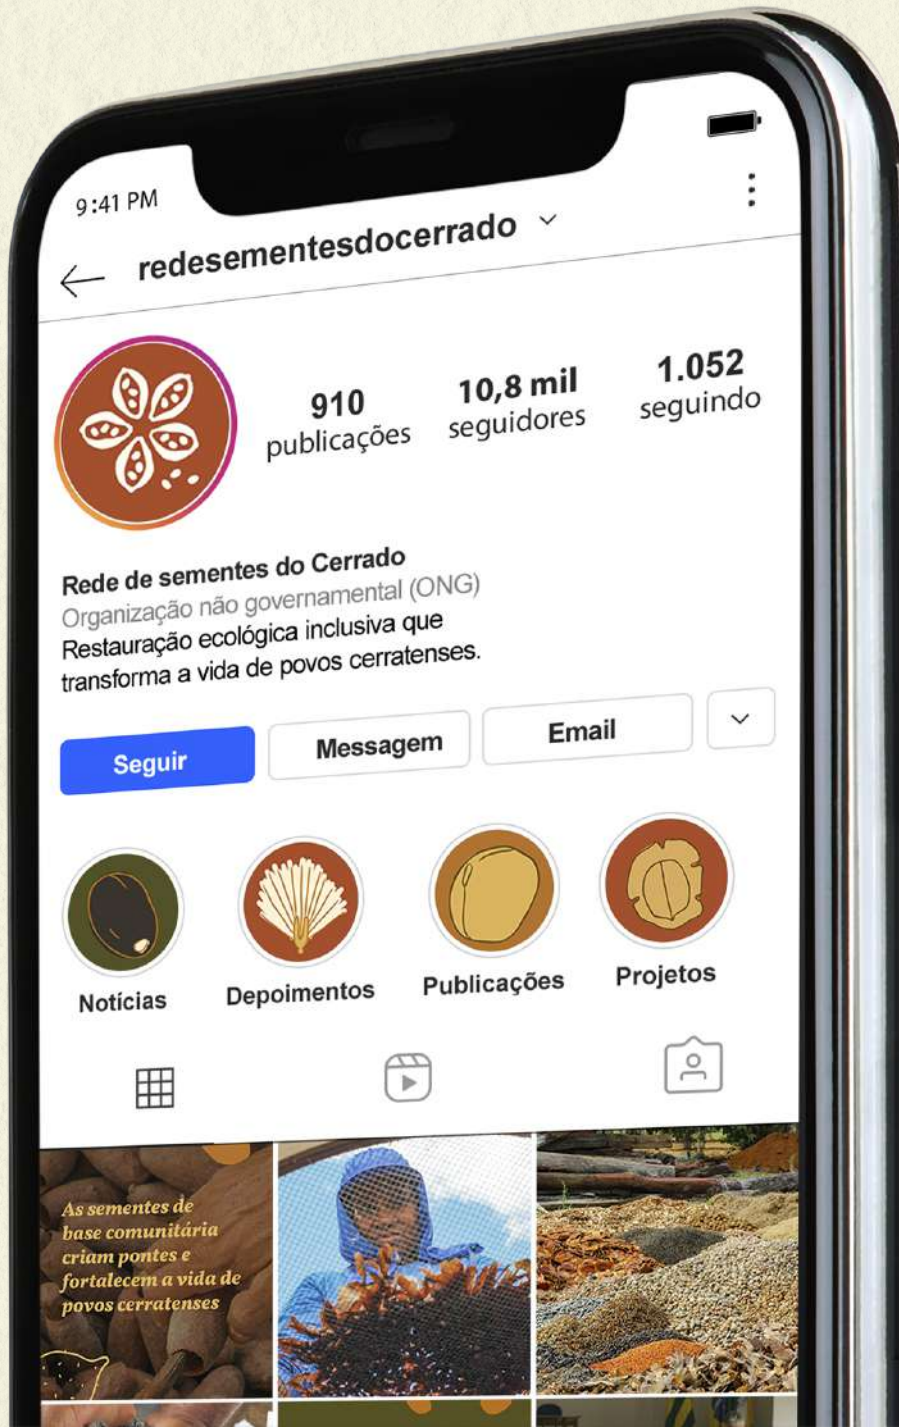 9:41 PM
redesementesdocerrado
910
publicações
10,8 mil
seguidores
1.052
seguindo
Rede de sementes do Cerrado
Organização não governamental (ONG)
Restauração ecológica inclusiva que
transforma a vida de povos cerratenses.
Seguir
Messagem
Email
Notícias
Depoimentos
Publicações
Projetos
As sementes de
base comunitária
criam pontes e
fortalecem a vida de
povos cerratenses